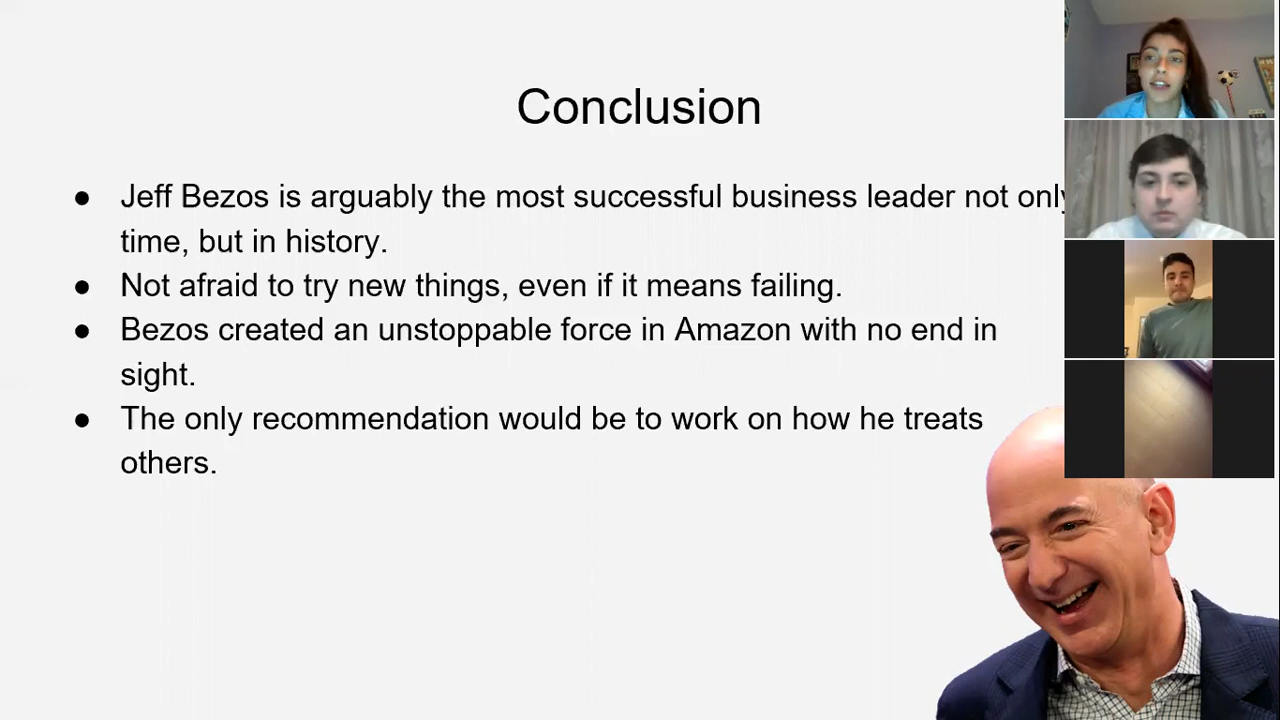 Conclusion
● Jeff Bezos is arguably the most successful business leader not only
time, but in history.
● Not afraid to try new things, even if it means failing.
● Bezos created an unstoppable force in Amazon with no end in
sight.
● The only recommendation would be to work on how he treats
others.